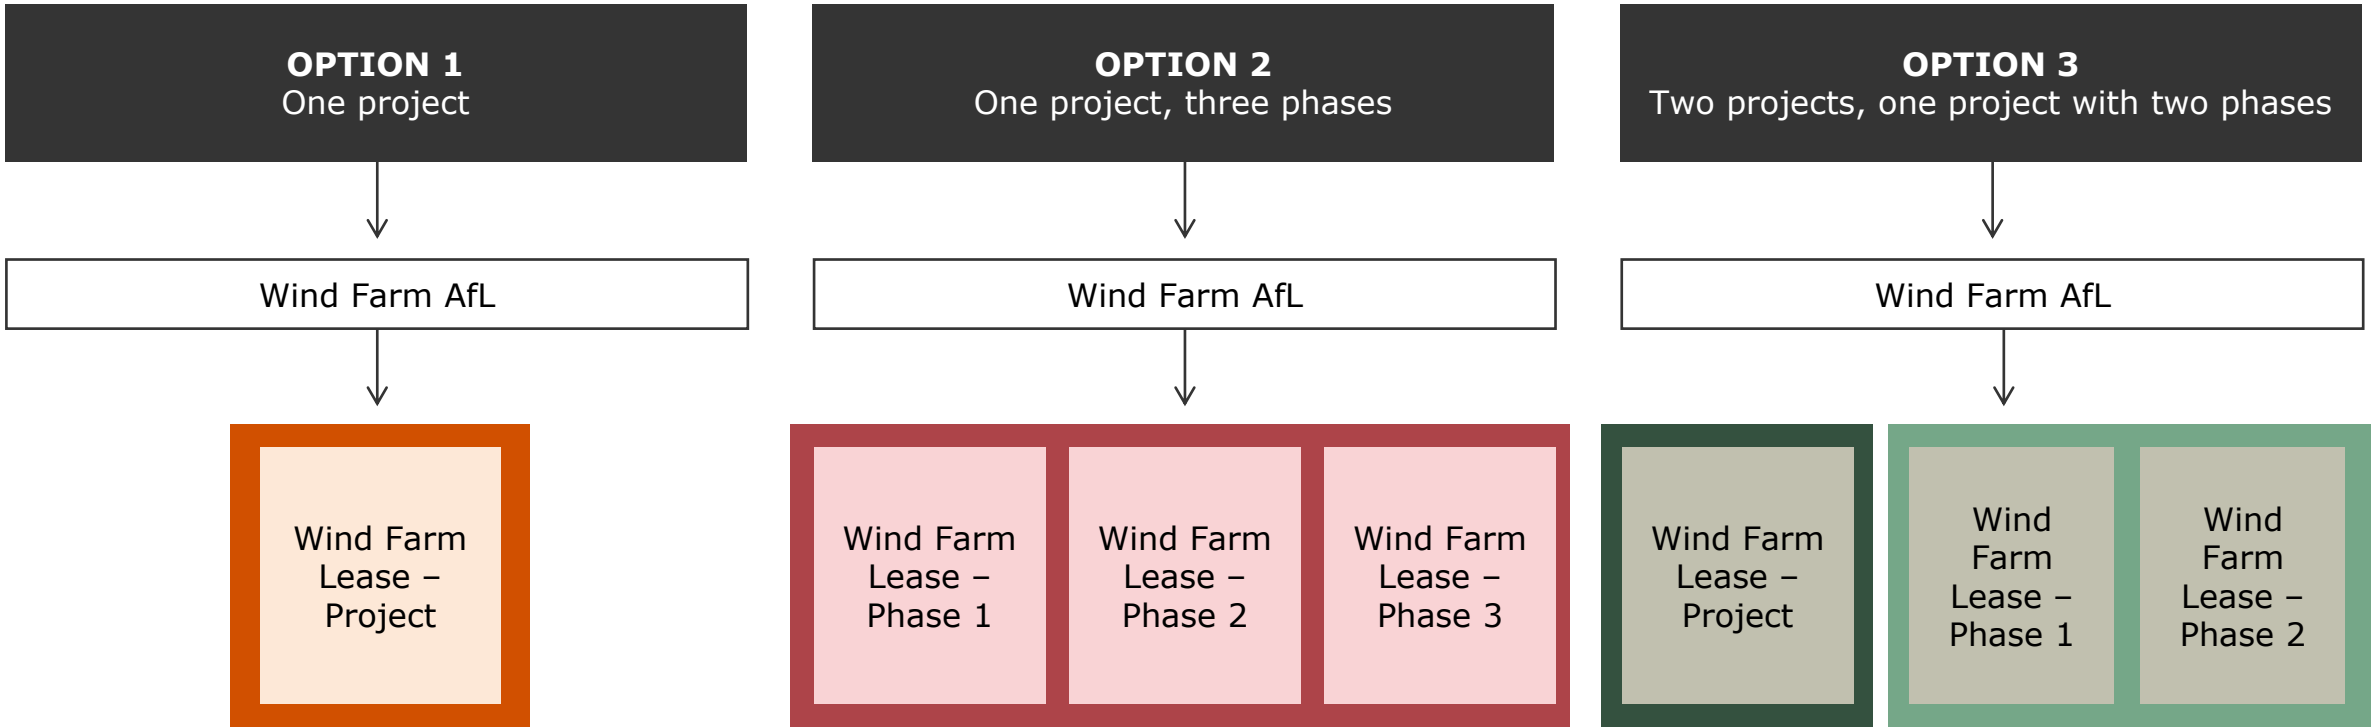 OPTION 1
One project
OPTION 2
One project, three phases
OPTION 3
Two projects, one project with two phases
Wind Farm AfL
Wind Farm AfL
Wind Farm AfL
Wind Farm
Lease –
Project
Wind Farm
Lease –
Phase 1
Wind Farm
Lease –
Phase 2
Wind Farm
Lease –
Phase 3
Wind Farm
Lease –
Project
Wind
Farm
Lease –
Phase 1
Wind
Farm
Lease –
Phase 2